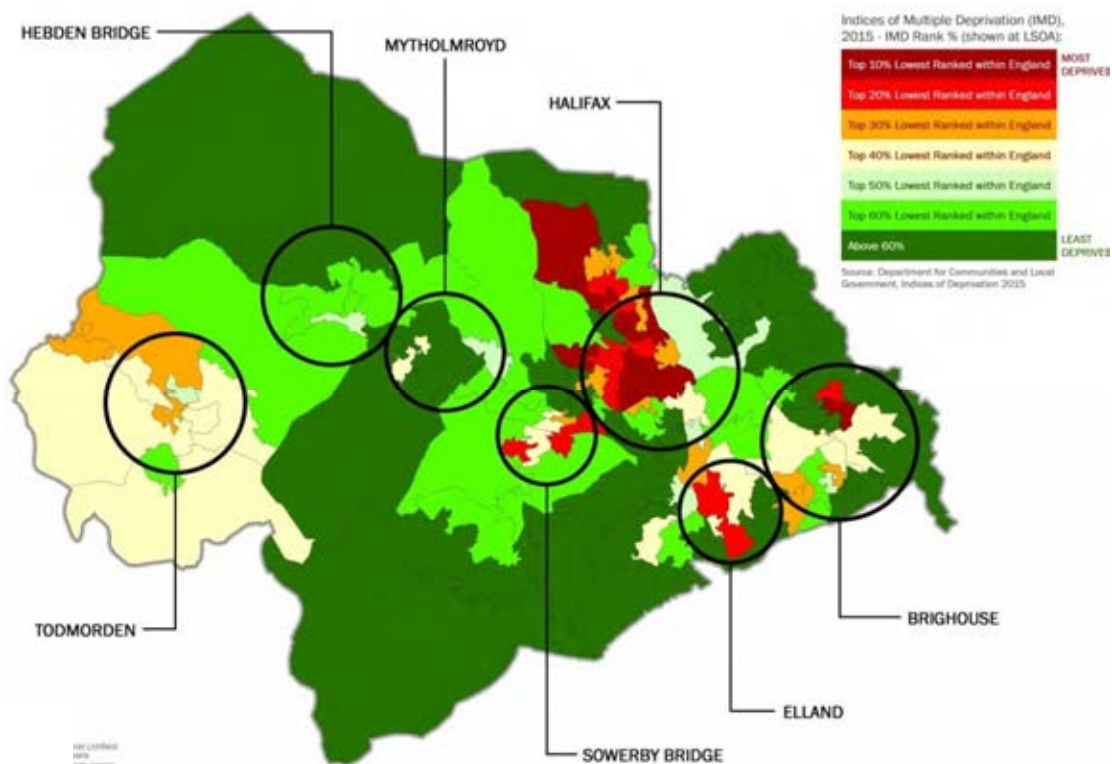 HEBDEN BRIDGE
MYTHOLMROYD
HALIFAX
Indices of Multiple Deprivation (IMD),
2015 - IMD Rank % (shown at LSOA):
Top 10% Lowest Ranked within England
MOST
DEPRIVE
Top 20% Lowest Ranked within England
Top 30% Lowest Ranked within England
Top 40% Lowest Ranked within England
Top 50% Lowest Ranked within England
Top 60% Lowest Ranked within England
Above 60%
LEAST
DEPRIVE
Source: Department for Communities and Local
Government, Indices of Deprivation 2015
TODMORDEN
BRIGHOUSE
ELLAND
SOWERBY BRIDGE